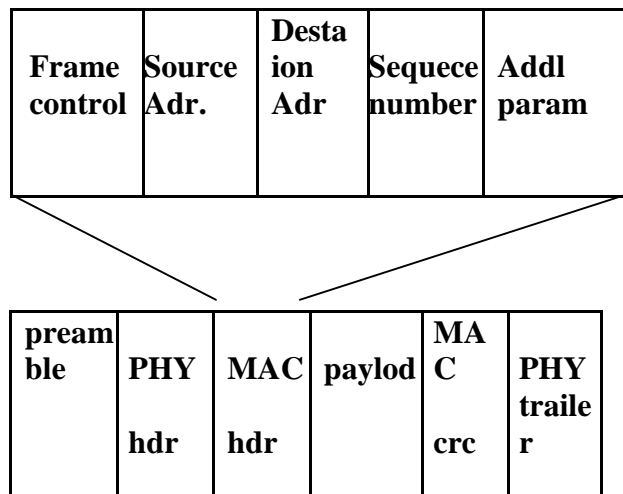 Frame
control
Source
Adr.
Desta
ion
Adr
Sequece
number
Addl
param
pream
ble
PHY
hdr
MAC
hdr
paylod
MA
C
crc
PHY
traile
r